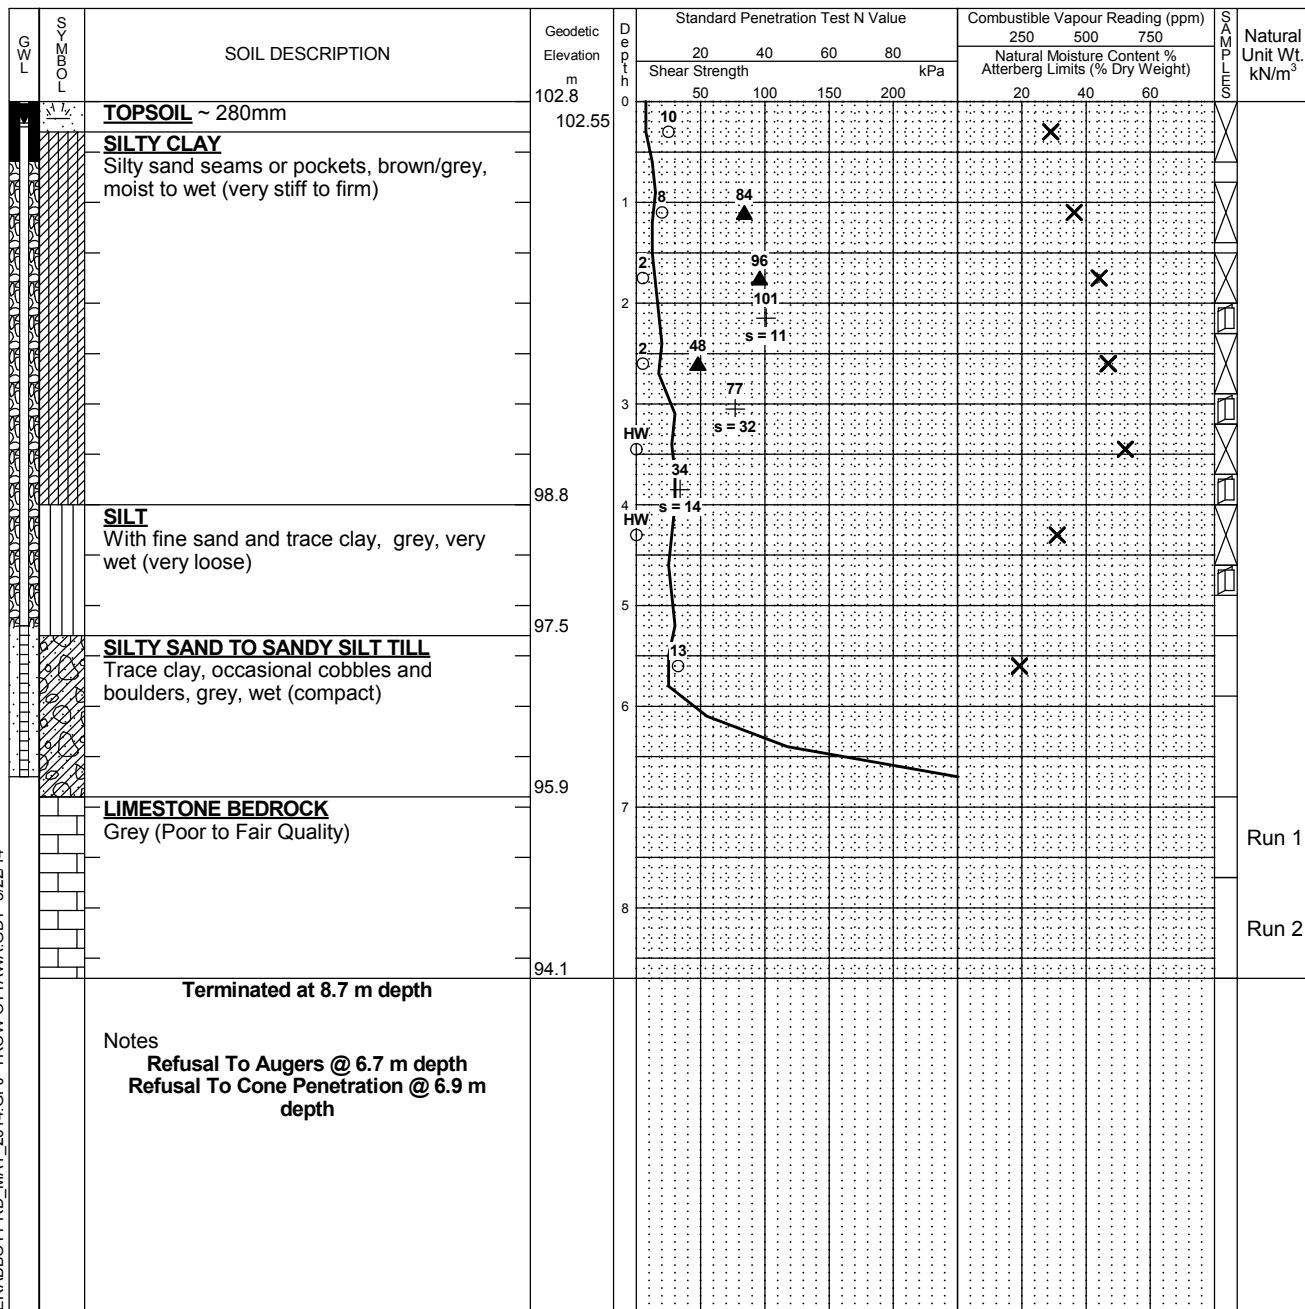 GWL
SYMBOL
SOIL DESCRIPTION
Geodetic
Elevation
m
102.8
Depth
Standard Penetration Test N Value
20 40 60 80
Shear Strength kPa
50 100 150 200
Combustible Vapour Reading (ppm)
250 500 750
Natural Moisture Content %
Atterberg Limits (% Dry Weight)
20 40 60
SAMPLES
Natural
Unit Wt.
kN/m³
0
TOPSOIL ~ 280mm
102.55
10
SILTY CLAY
Silty sand seams or pockets, brown/grey,
moist to wet (very stiff to firm)
8 84
1
2 96
2
101
s = 11
2 48
77
3
s = 32
HW
34
98.8
4
s = 14
SILT
With fine sand and trace clay, grey, very
wet (very loose)
HW
5
97.5
SILTY SAND TO SANDY SILT TILL
Trace clay, occasional cobbles and
boulders, grey, wet (compact)
13
6
95.9
LIMESTONE BEDROCK
Grey (Poor to Fair Quality)
7
Run 1
8
Run 2
94.1
Terminated at 8.7 m depth
Notes
Refusal To Augers @ 6.7 m depth
Refusal To Cone Penetration @ 6.9 m
depth